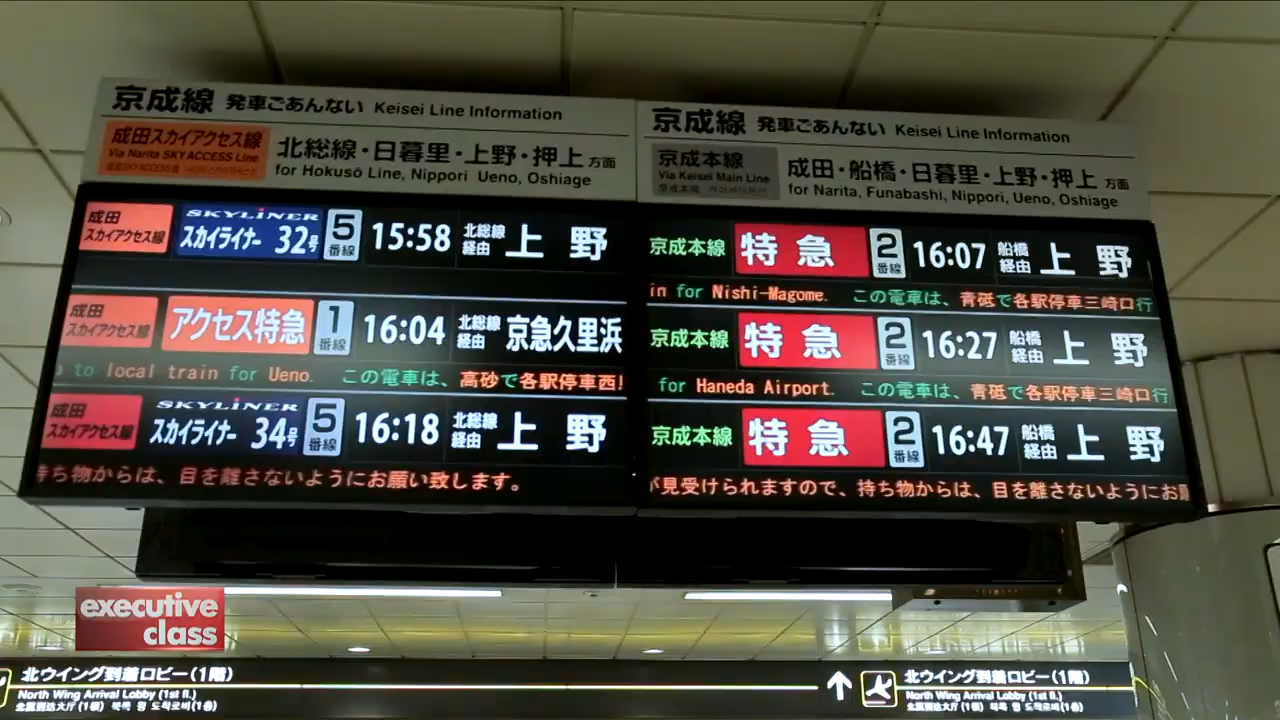 京成線 発車ごあんない Keisei Line Information
成田スカイアクセス線
Via Narita SKY ACCESS Line
北総線・日暮里・上野・押上 方面
for Hokusō Line, Nippori Ueno, Oshiage
成田
スカイアクセス線
SKYLINER
スカイライナー 32号
5
番線
15:58
北総線
経由
上野
成田
スカイアクセス線
アクセス特急
1
番線
16:04
北総線
経由
京急久里浜
to local train for Ueno. この電車は、高砂で各駅停車西
成田
スカイアクセス線
SKYLINER
スカイライナー 34号
5
番線
16:18
北総線
経由
上野
持ち物からは、目を離さないようにお願い致します。
京成線 発車ごあんない Keisei Line Information
京成本線
Via Keisei Main Line
成田・船橋・日暮里・上野・押上 方面
for Narita, Funabashi, Nippori, Ueno, Oshiage
京成本線 特急
2
番線
16:07
船橋
経由
上野
in for Nishi-Magome. この電車は、青砥で各駅停車三崎口行
京成本線 特急
2
番線
16:27
船橋
経由
上野
for Haneda Airport. この電車は、青砥で各駅停車三崎口行
京成本線 特急
2
番線
16:47
船橋
経由
上野
が見受けられますので、持ち物からは、目を離さないようにお願
executive
class
北ウイング到着ロビー(1階)
North Wing Arrival Lobby (1st fl.)
北ウイング到着ロビー(1階)
North Wing Arrival Lobby (1st fl.)